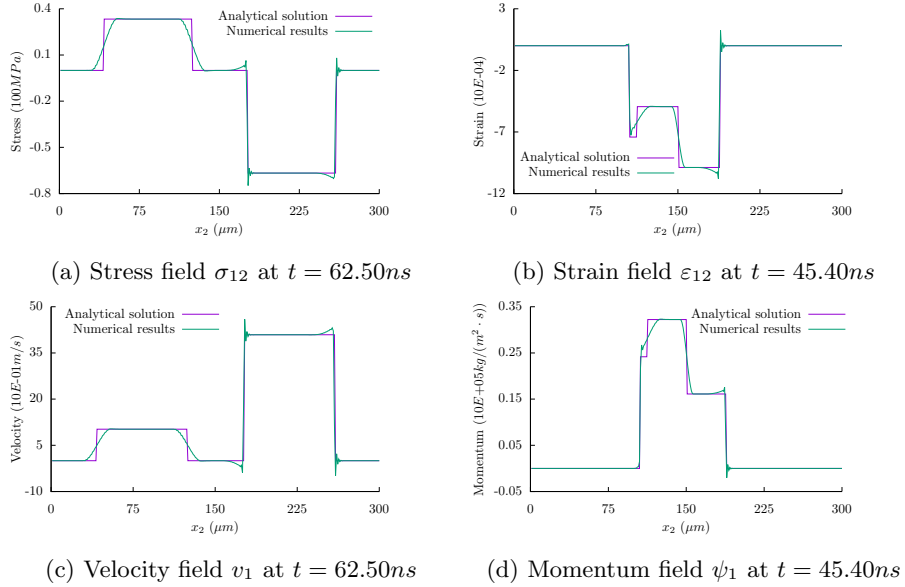 Analytical solution
Numerical results
Stress (100MPa)
0.4
0.1
-0.2
-0.5
-0.8
0 75 150 225 300
x₂ (μm)
(a) Stress field σ₁₂ at t = 62.50ns
Analytical solution
Numerical results
Strain (10E-04)
3
-2
-7
-12
0 75 150 225 300
x₂ (μm)
(b) Strain field ε₁₂ at t = 45.40ns
Analytical solution
Numerical results
Velocity (10E-01m/s)
50
35
20
5
-10
0 75 150 225 300
x₂ (μm)
(c) Velocity field v₁ at t = 62.50ns
Analytical solution
Numerical results
Momentum (10E+05kg/(m² · s)
0.35
0.25
0.15
0.05
-0.05
0 75 150 225 300
x₂ (μm)
(d) Momentum field ψ₁ at t = 45.40ns